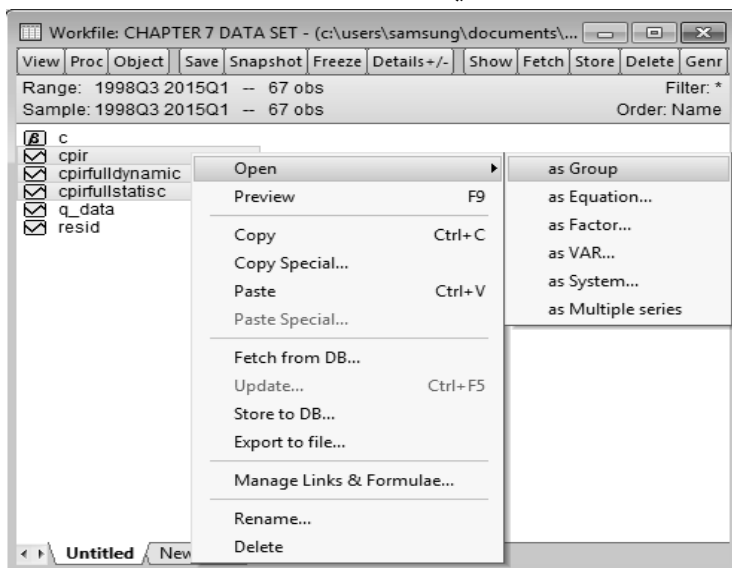 Workfile: CHAPTER 7 DATA SET - (c:\users\samsung\documents\...
View Proc Object Save Snapshot Freeze Details+/- Show Fetch Store Delete Genr
Range: 1998Q3 2015Q1 -- 67 obs Filter: *
Sample: 1998Q3 2015Q1 -- 67 obs Order: Name
β c
cpir
cpirfulldynamic
cpirfullstatisc
q_data
resid
Open
Preview F9
Copy Ctrl+C
Copy Special...
Paste Ctrl+V
Paste Special...
Fetch from DB...
Update... Ctrl+F5
Store to DB...
Export to file...
Manage Links & Formulae...
Rename...
Delete
as Group
as Equation...
as Factor...
as VAR...
as System...
as Multiple series
Untitled New